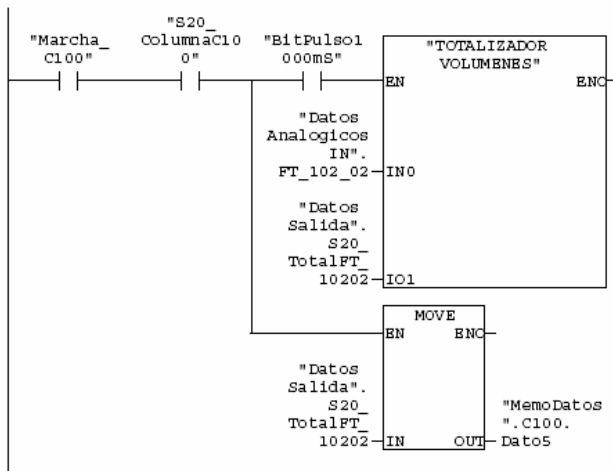 "S20_
"Marcha_ ColumnaC10 "BitPulso1
C100" 0" 000mS"
"TOTALIZADOR
VOLUMENES"
EN ENO
"Datos
Analogicos
IN".
FT_102_02 IN0
"Datos
Salida".
S20_
TotalFT_
10202 IO1
MOVE
EN ENO
"Datos
Salida".
S20_
TotalFT_
10202 IN
"MemoDatos
".C100.
OUT Dato5